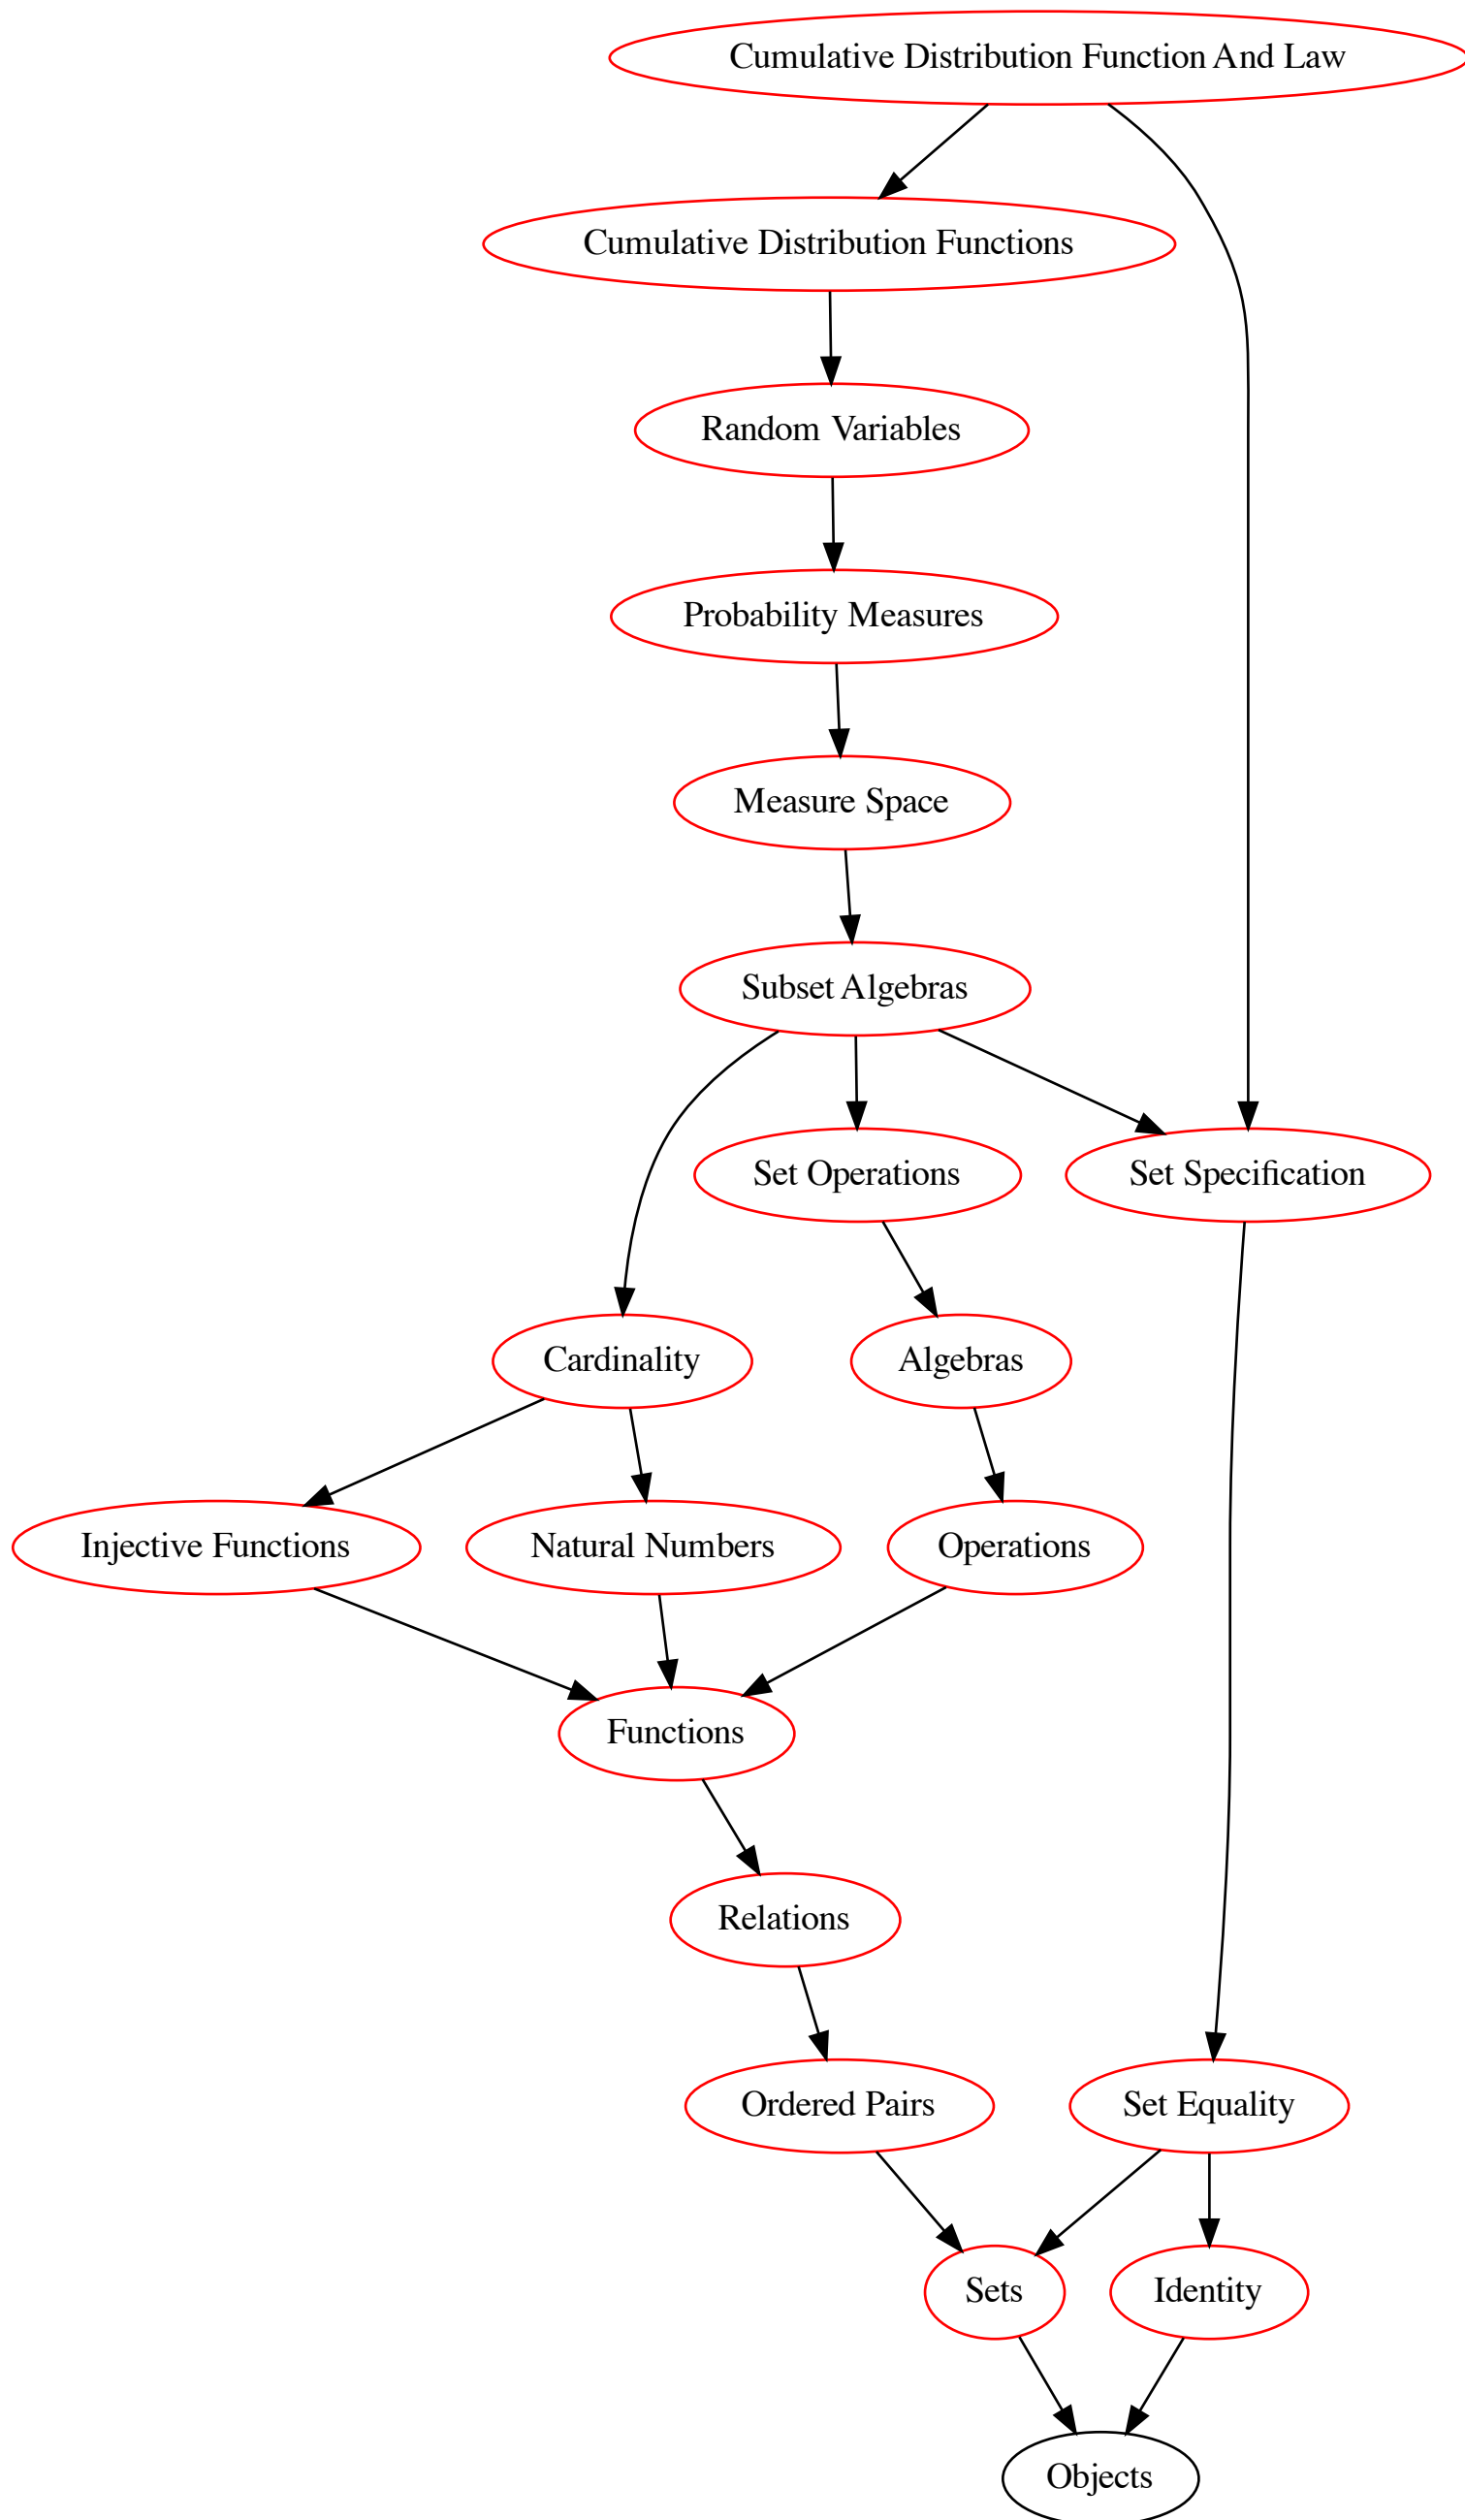 Cumulative Distribution Function And Law
Cumulative Distribution Functions
Random Variables
Probability Measures
Measure Space
Subset Algebras
Set Operations
Set Specification
Cardinality
Algebras
Injective Functions
Natural Numbers
Operations
Functions
Relations
Ordered Pairs
Set Equality
Sets
Identity
Objects